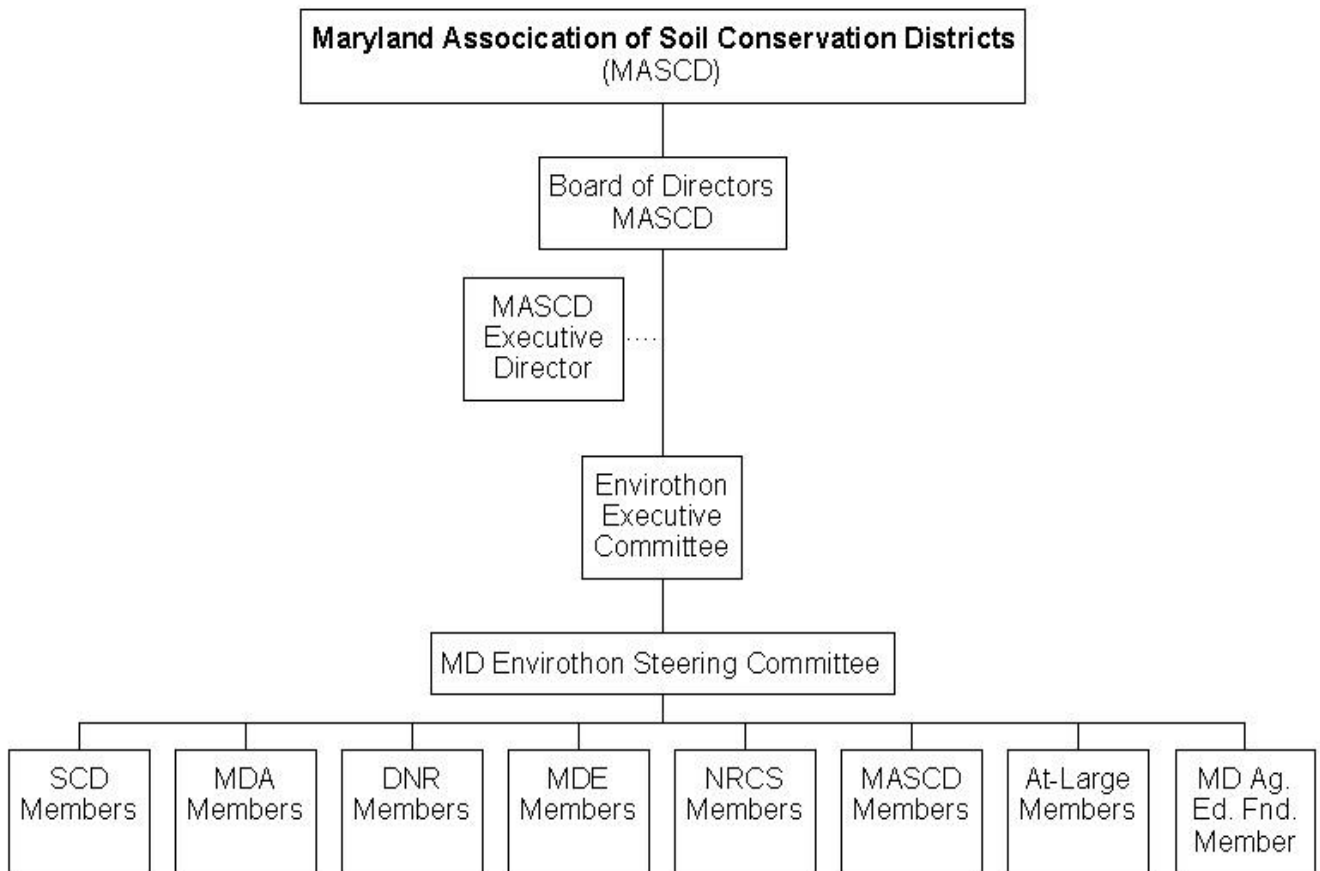 Maryland Assocication of Soil Conservation Districts
(MASCD)
Board of Directors
MASCD
MASCD
Executive
Director
Envirothon
Executive
Committee
MD Envirothon Steering Committee
SCD
Members
MDA
Members
DNR
Members
MDE
Members
NRCS
Members
MASCD
Members
At-Large
Members
MD Ag.
Ed. Fnd.
Member